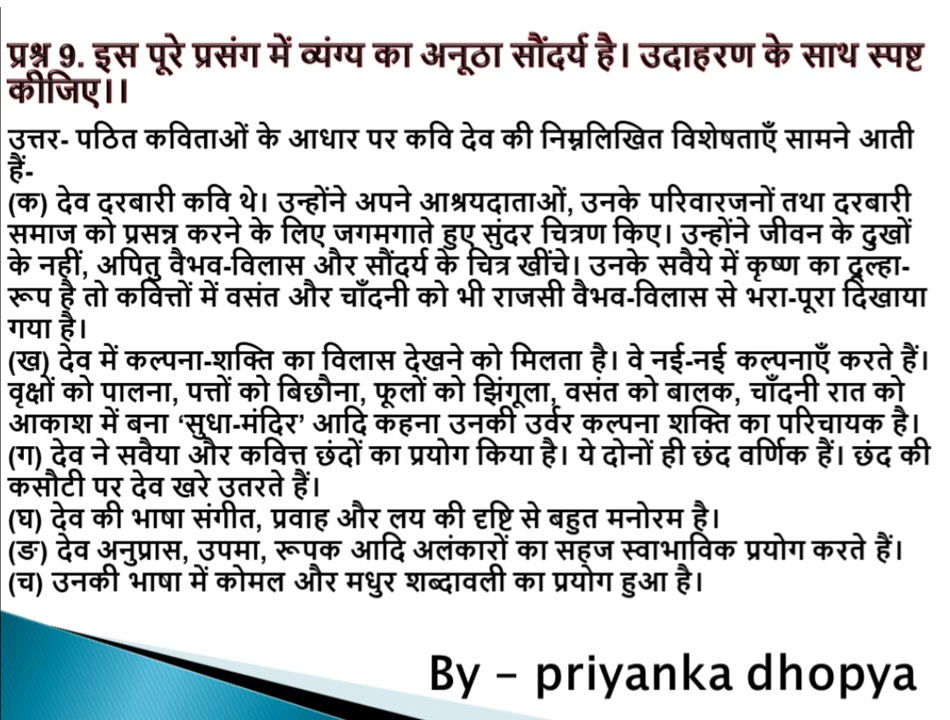 प्रश्न 9. इस पूरे प्रसंग में व्यंग्य का अनूठा सौंदर्य है। उदाहरण के साथ स्पष्ट
कीजिए।।
उत्तर- पठित कविताओं के आधार पर कवि देव की निम्नलिखित विशेषताएँ सामने आती
हैं-
(क) देव दरबारी कवि थे। उन्होंने अपने आश्रयदाताओं, उनके परिवारजनों तथा दरबारी
समाज को प्रसन्न करने के लिए जगमगाते हुए सुंदर चित्रण किए। उन्होंने जीवन के दुखों
के नहीं, अपितु वैभव-विलास और सौंदर्य के चित्र खींचे। उनके सवैये में कृष्ण का दूल्हा-
रूप है तो कवित्तों में वसंत और चाँदनी को भी राजसी वैभव-विलास से भरा-पूरा दिखाया
गया है।
(ख) देव में कल्पना-शक्ति का विलास देखने को मिलता है। वे नई-नई कल्पनाएँ करते हैं।
वृक्षों को पालना, पत्तों को बिछौना, फूलों को झिंगूला, वसंत को बालक, चाँदनी रात को
आकाश में बना ‘सुधा-मंदिर’ आदि कहना उनकी उर्वर कल्पना शक्ति का परिचायक है।
(ग) देव ने सवैया और कवित्त छंदों का प्रयोग किया है। ये दोनों ही छंद वर्णिक हैं। छंद की
कसौटी पर देव खरे उतरते हैं।
(घ) देव की भाषा संगीत, प्रवाह और लय की दृष्टि से बहुत मनोरम है।
(ङ) देव अनुप्रास, उपमा, रूपक आदि अलंकारों का सहज स्वाभाविक प्रयोग करते हैं।
(च) उनकी भाषा में कोमल और मधुर शब्दावली का प्रयोग हुआ है।
By – priyanka dhopya